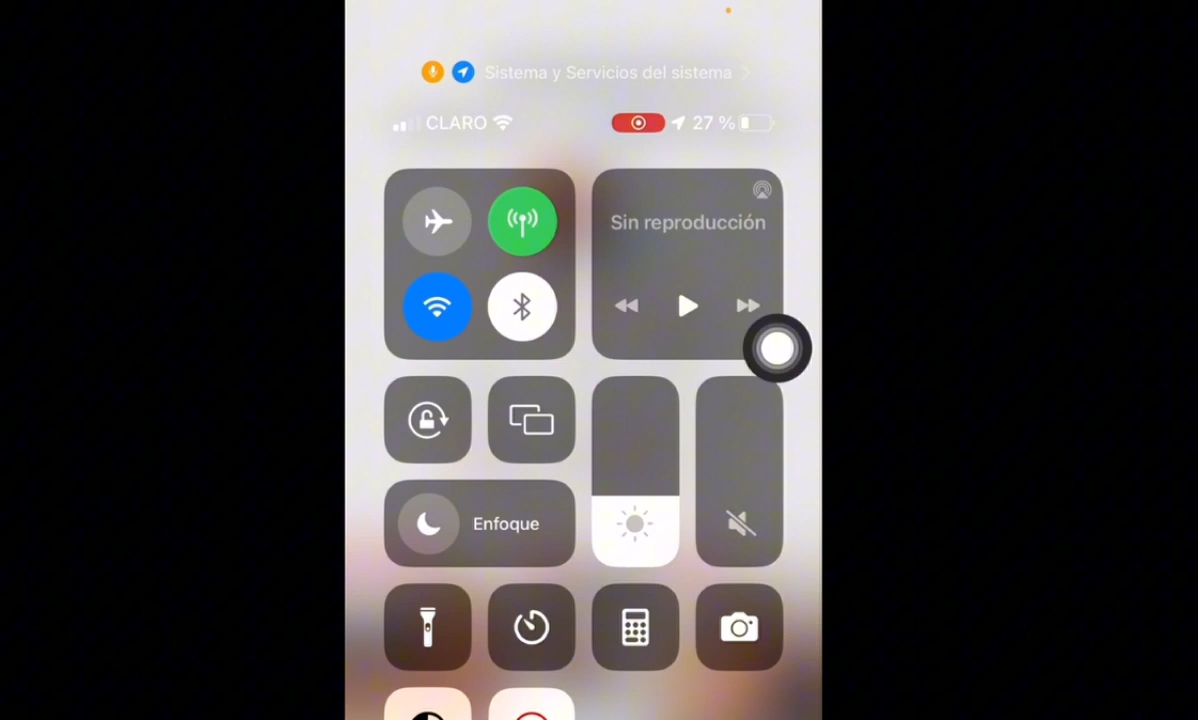 Sistema y Servicios del sistema
CLARO
27 %
Sin reproducción
Enfoque